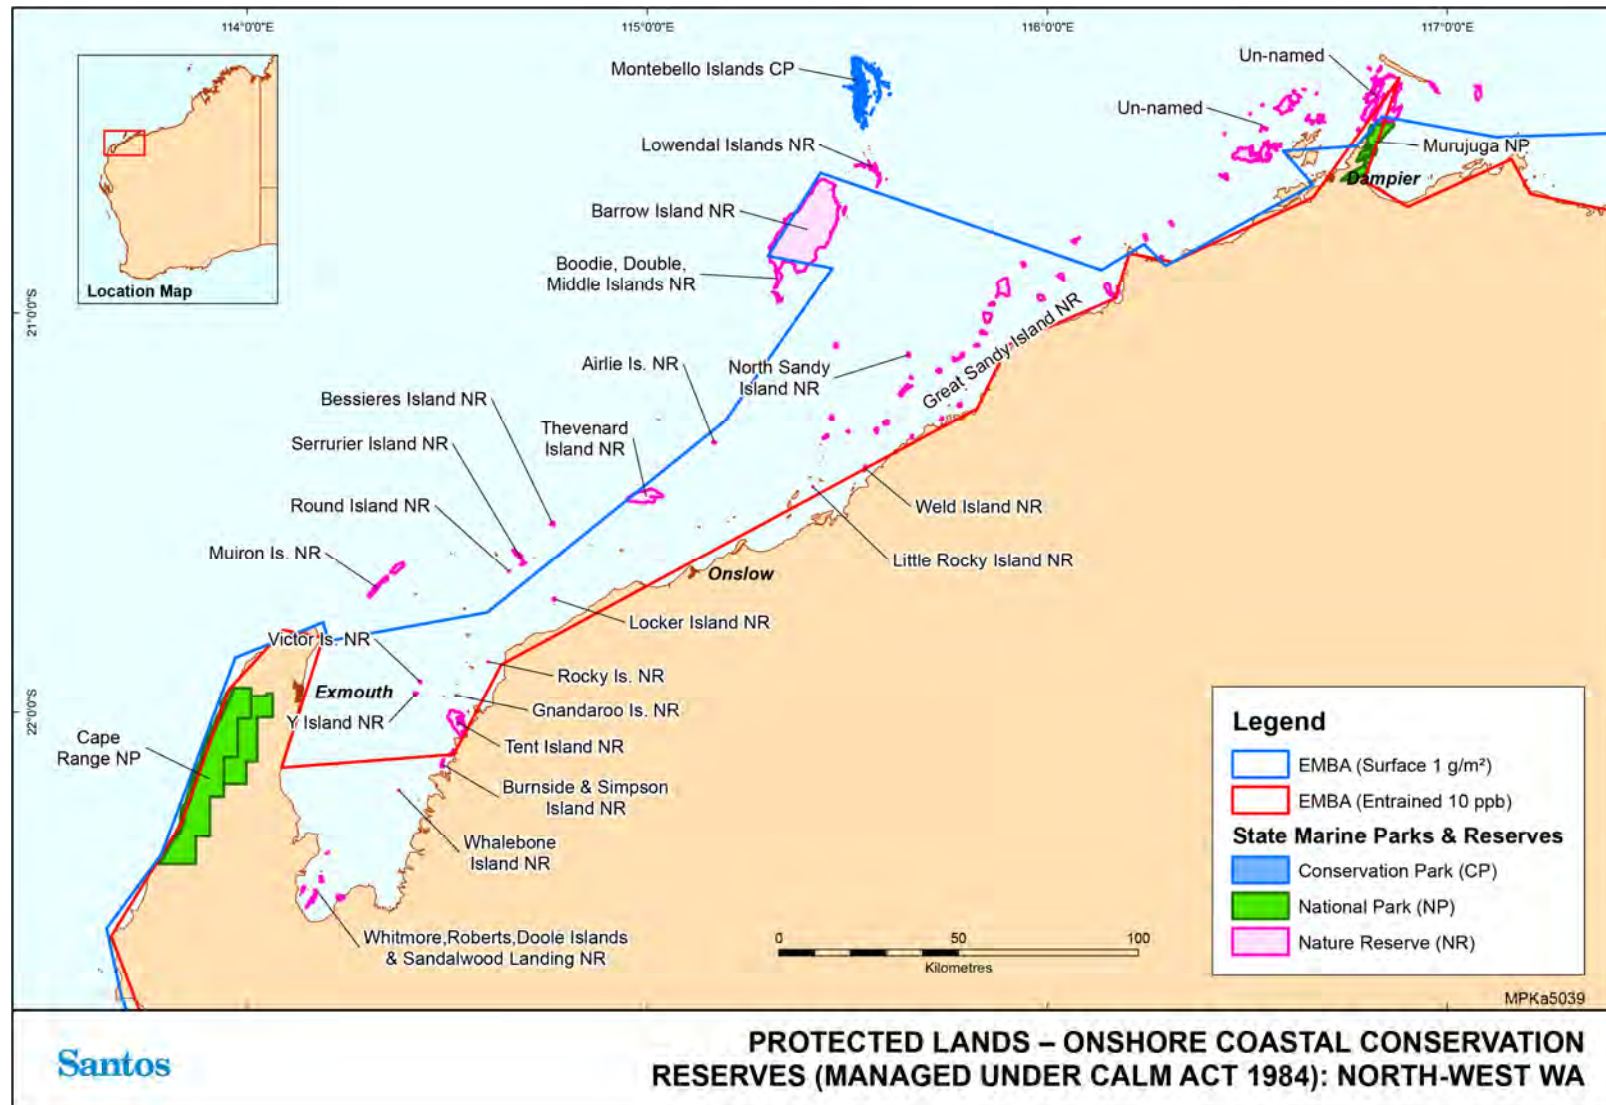 114°0'0"E
115°0'0"E
116°0'0"E
117°0'0"E
21°0'0"S
22°0'0"S
Location Map
Montebello Islands CP
Un-named
Un-named
Lowendal Islands NR
Murujuga NP
Dampier
Barrow Island NR
Boodie, Double,
Middle Islands NR
Great Sandy Island NR
Airlie Is. NR
North Sandy
Island NR
Bessieres Island NR
Thevenard
Island NR
Serrurier Island NR
Round Island NR
Weld Island NR
Muiron Is. NR
Little Rocky Island NR
Onslow
Locker Island NR
Victor Is. NR
Rocky Is. NR
Exmouth
Gnandaroo Is. NR
Y Island NR
Tent Island NR
Cape
Range NP
Burnside & Simpson
Island NR
Whalebone
Island NR
Whitmore,Roberts,Doole Islands
& Sandalwood Landing NR
0 50 100
Kilometres
Legend
EMBA (Surface 1 g/m²)
EMBA (Entrained 10 ppb)
State Marine Parks & Reserves
Conservation Park (CP)
National Park (NP)
Nature Reserve (NR)
MPKa5039
Santos
PROTECTED LANDS – ONSHORE COASTAL CONSERVATION
RESERVES (MANAGED UNDER CALM ACT 1984): NORTH-WEST WA